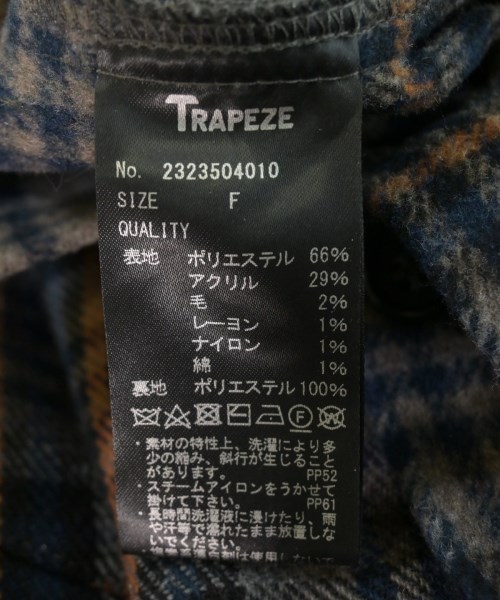 TRAPEZE
No. 2323504010
SIZE F
QUALITY
表地 ポリエステル 66%
アクリル 29%
毛 2%
レーヨン 1%
ナイロン 1%
綿 1%
裏地 ポリエステル 100%
F W
・素材の特性上、洗濯により多
少の縮み、斜行が生じること
があります。 PP52
・スチームアイロンをうかせて
掛けて下さい。 PP61
・長時間洗濯液に浸けたり、雨
や汗等で濡れたまま放置しな
いでください。